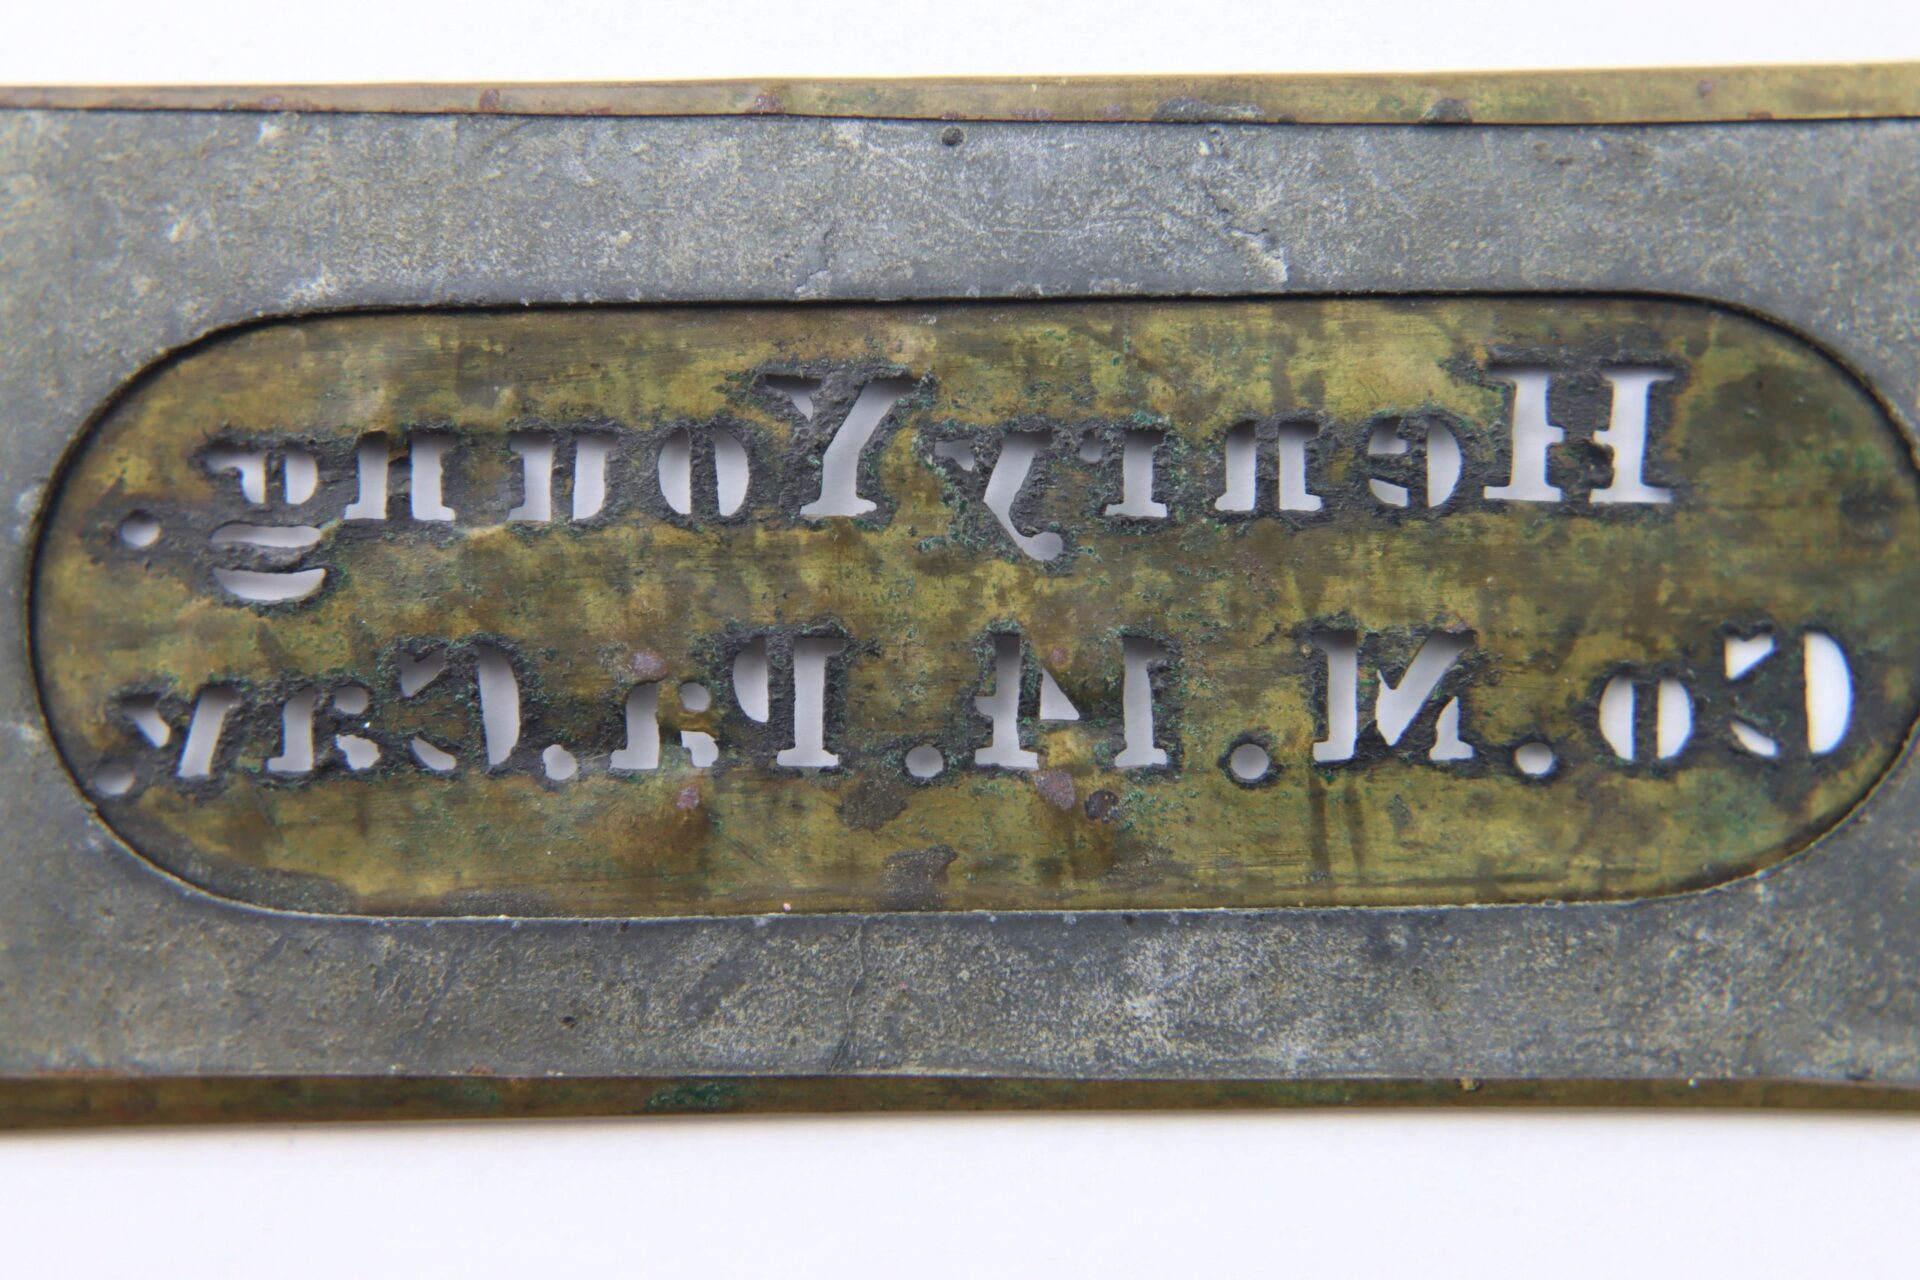 Henry Young.
Co. M. 14. Pa. Cav.